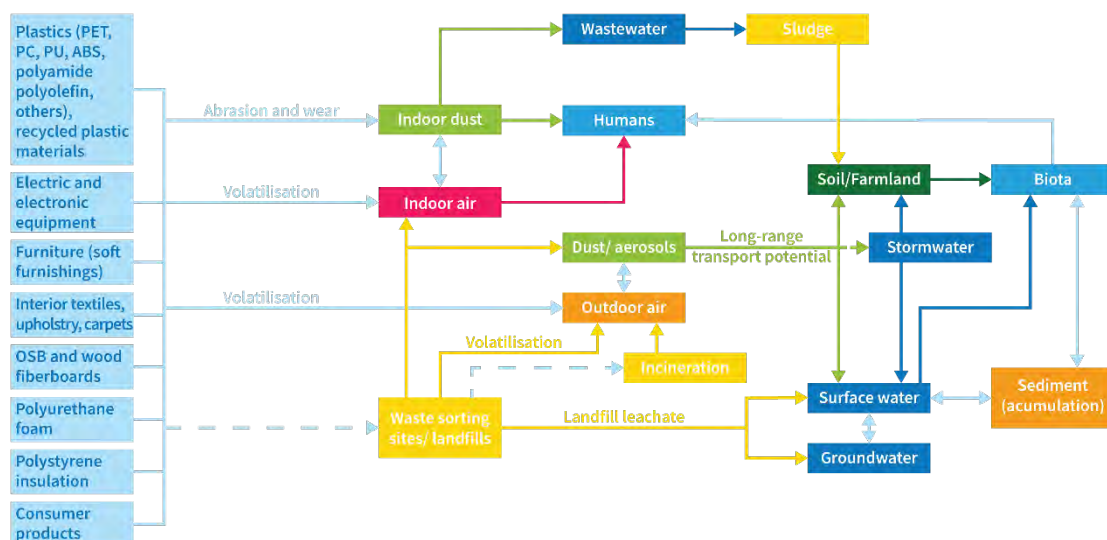 Plastics (PET,
PC, PU, ABS,
polyamide
polyolefin,
others),
recycled plastic
materials
Electric and
electronic
equipment
Furniture (soft
furnishings)
Interior textiles,
upholstry, carpets
OSB and wood
fiberboards
Polyurethane
foam
Polystyrene
insulation
Consumer
products
Abrasion and wear
Volatilisation
Volatilisation
Wastewater
Sludge
Indoor dust
Humans
Indoor air
Soil/Farmland
Biota
Dust/ aerosols
Long-range
transport potential
Stormwater
Outdoor air
Volatilisation
Incineration
Waste sorting
sites/ landfills
Landfill leachate
Surface water
Sediment
(acumulation)
Groundwater